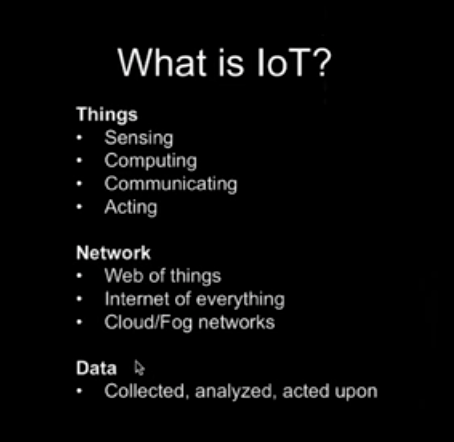 What is IoT?
Things
• Sensing
• Computing
• Communicating
• Acting
Network
• Web of things
• Internet of everything
• Cloud/Fog networks
Data
• Collected, analyzed, acted upon